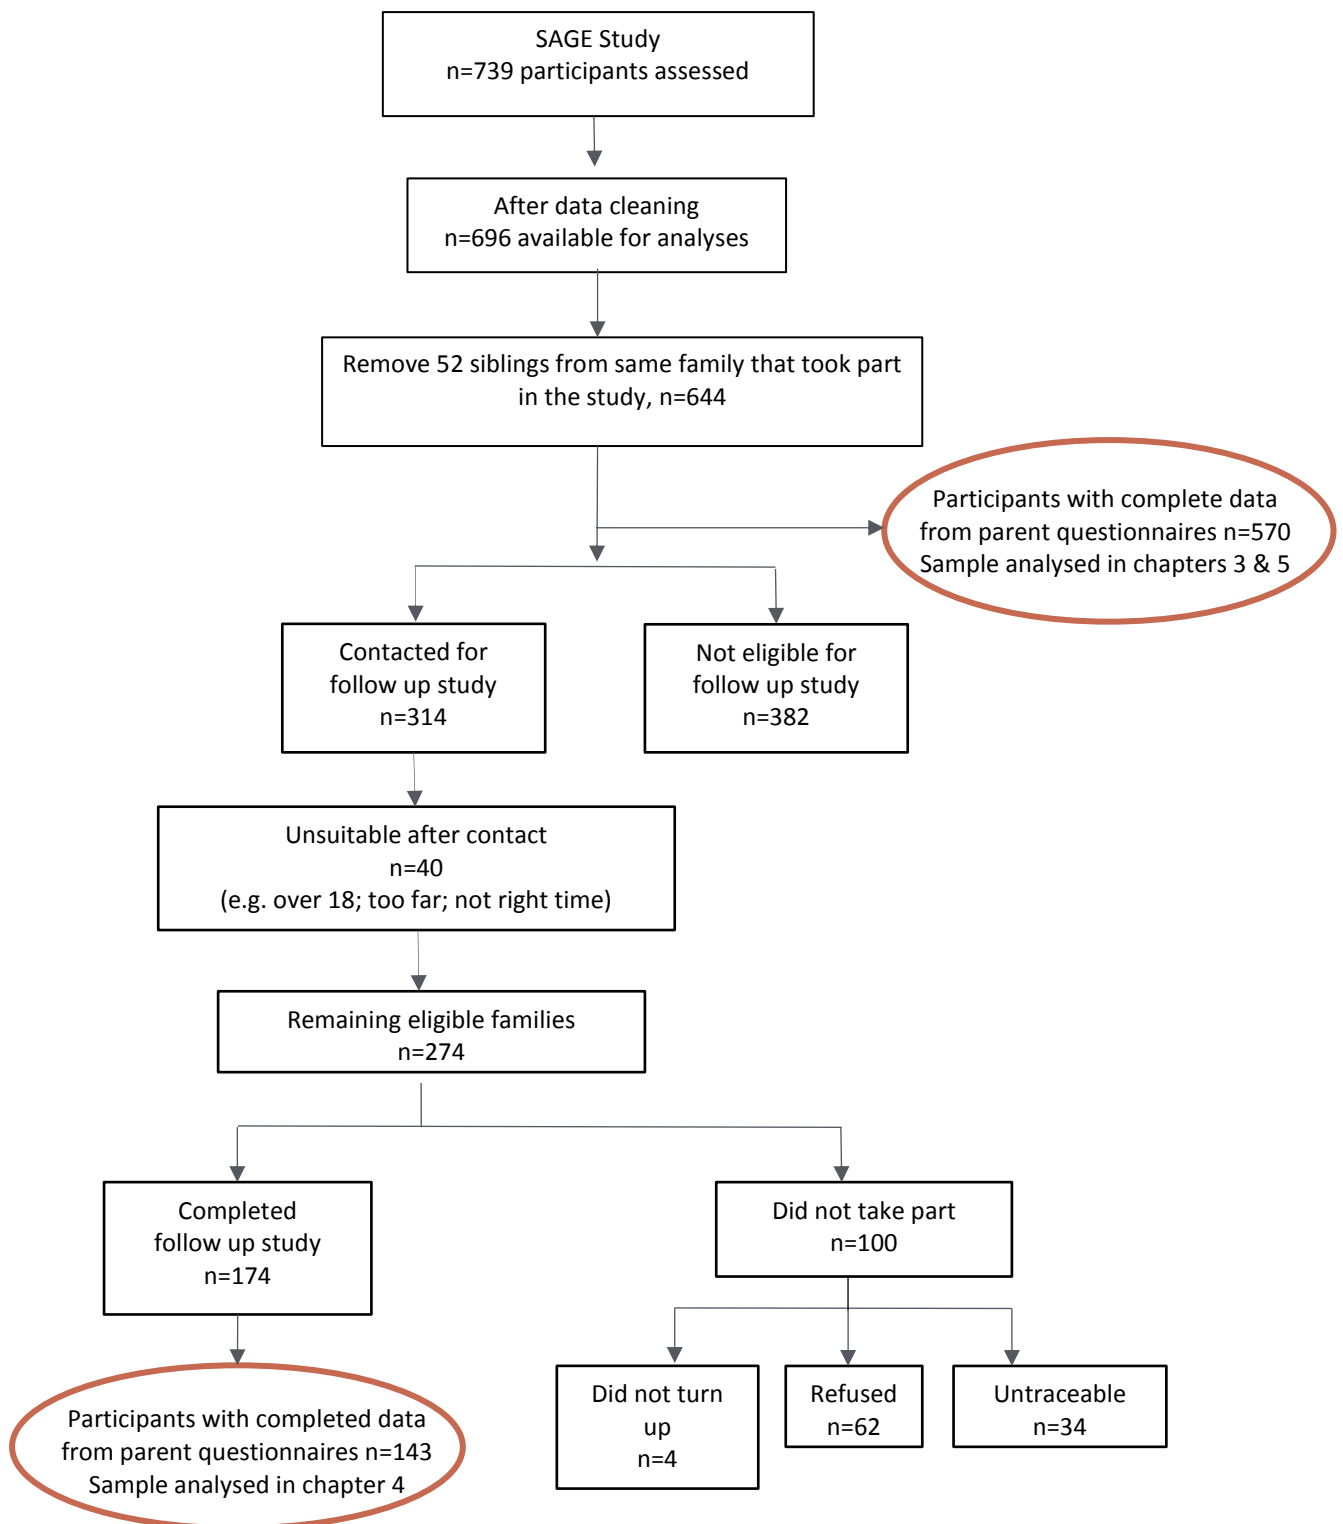 SAGE Study
n=739 participants assessed
After data cleaning
n=696 available for analyses
Remove 52 siblings from same family that took part
in the study, n=644
Participants with complete data
from parent questionnaires n=570
Sample analysed in chapters 3 & 5
Contacted for
follow up study
n=314
Not eligible for
follow up study
n=382
Unsuitable after contact
n=40
(e.g. over 18; too far; not right time)
Remaining eligible families
n=274
Completed
follow up study
n=174
Did not take part
n=100
Did not turn
up
n=4
Refused
n=62
Untraceable
n=34
Participants with completed data
from parent questionnaires n=143
Sample analysed in chapter 4